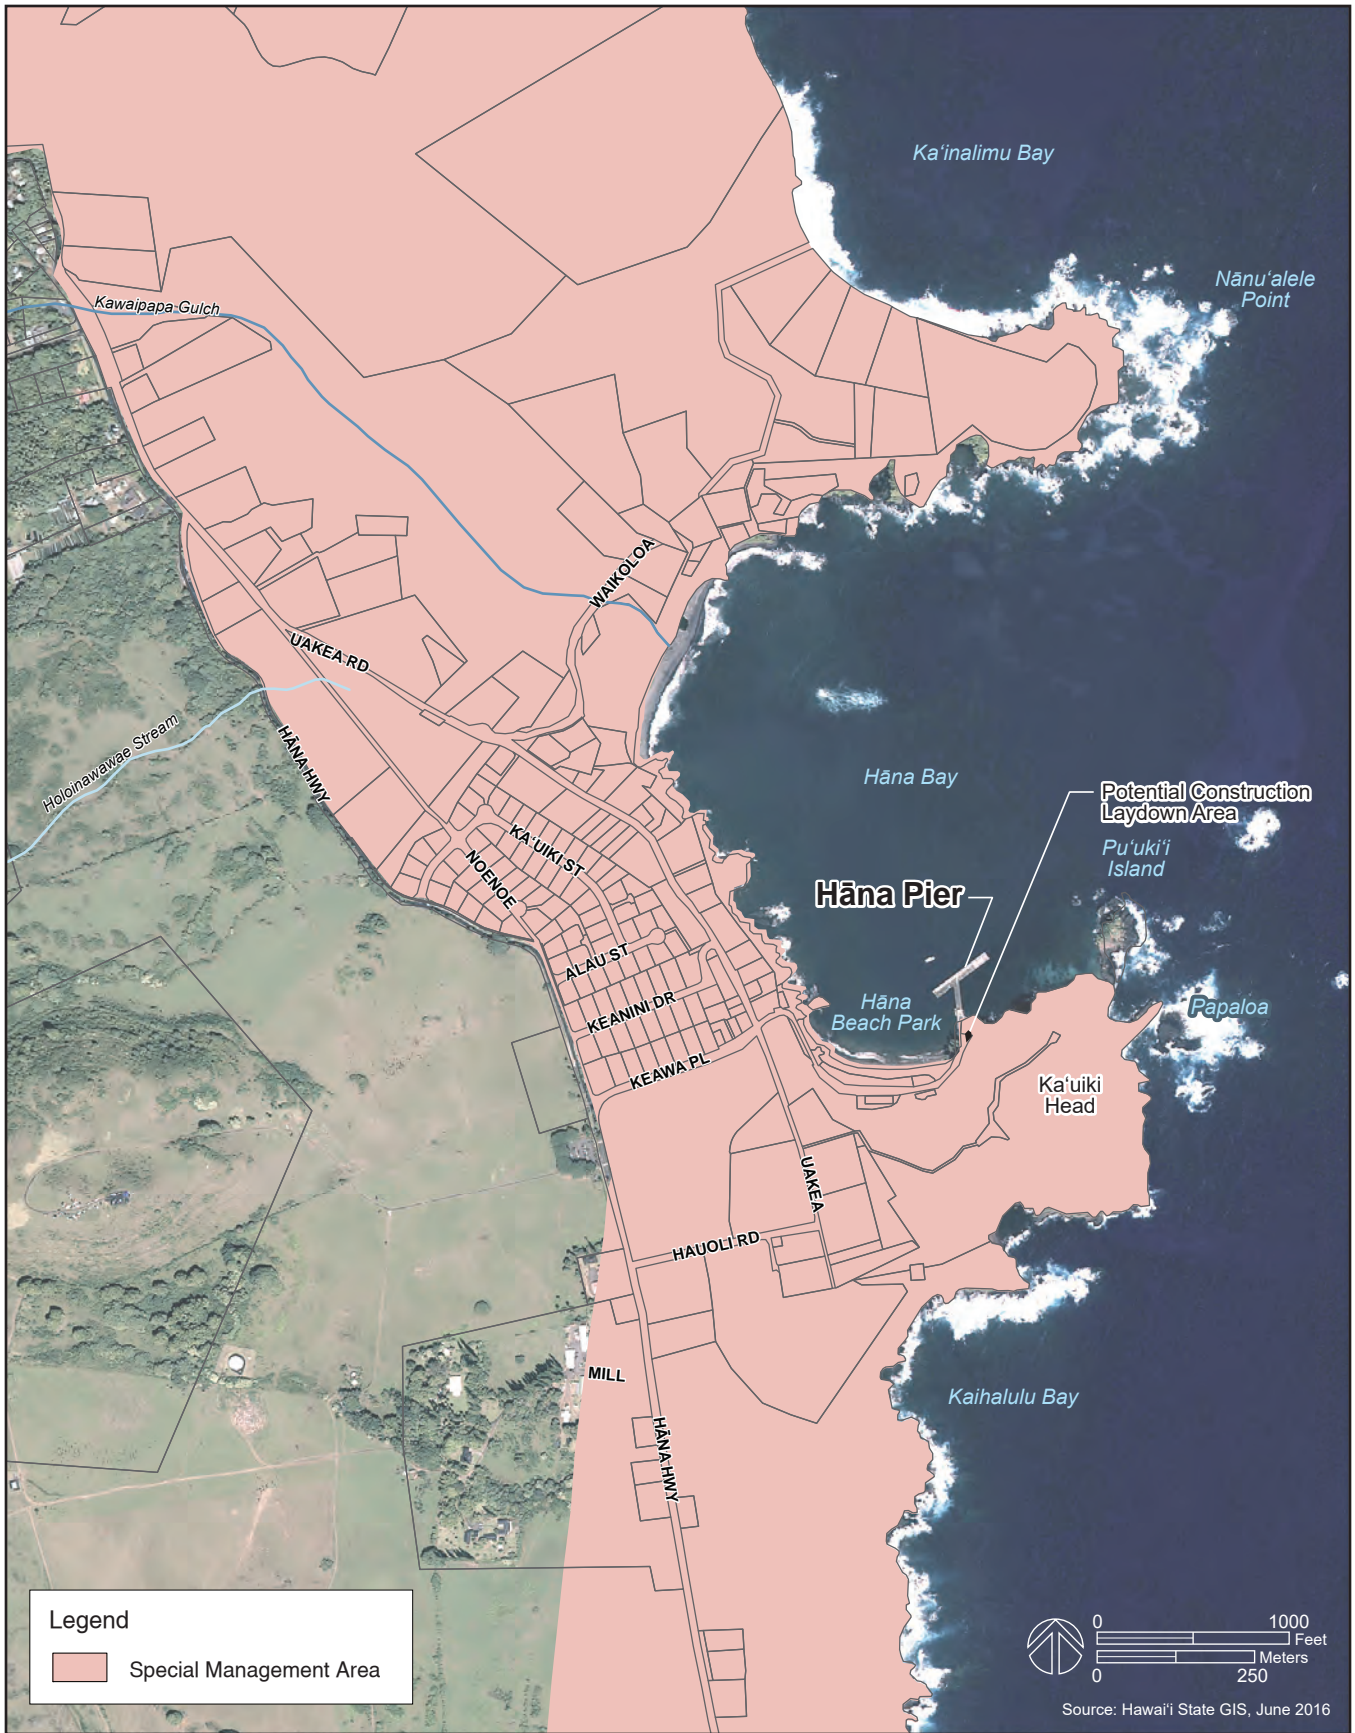 Ka‘inalimu Bay
Nānu‘alele
Point
Kawaipapa Gulch
WAIKOLOA
UAKEA RD
Holoinawawae Stream
HĀNA HWY
Hāna Bay
Potential Construction
Laydown Area
Pu‘uki‘i
Island
KA‘UIKI ST
NOENOE
Hāna Pier
ALAU ST
KEANINI DR
Hāna
Beach Park
Papaloa
KEAWA PL
Ka‘uiki
Head
UAKEA
HAUOLI RD
MILL
Kaihalulu Bay
HĀNA HWY
Legend
Special Management Area
0 1000
Feet
Meters
0 250
Source: Hawai‘i State GIS, June 2016